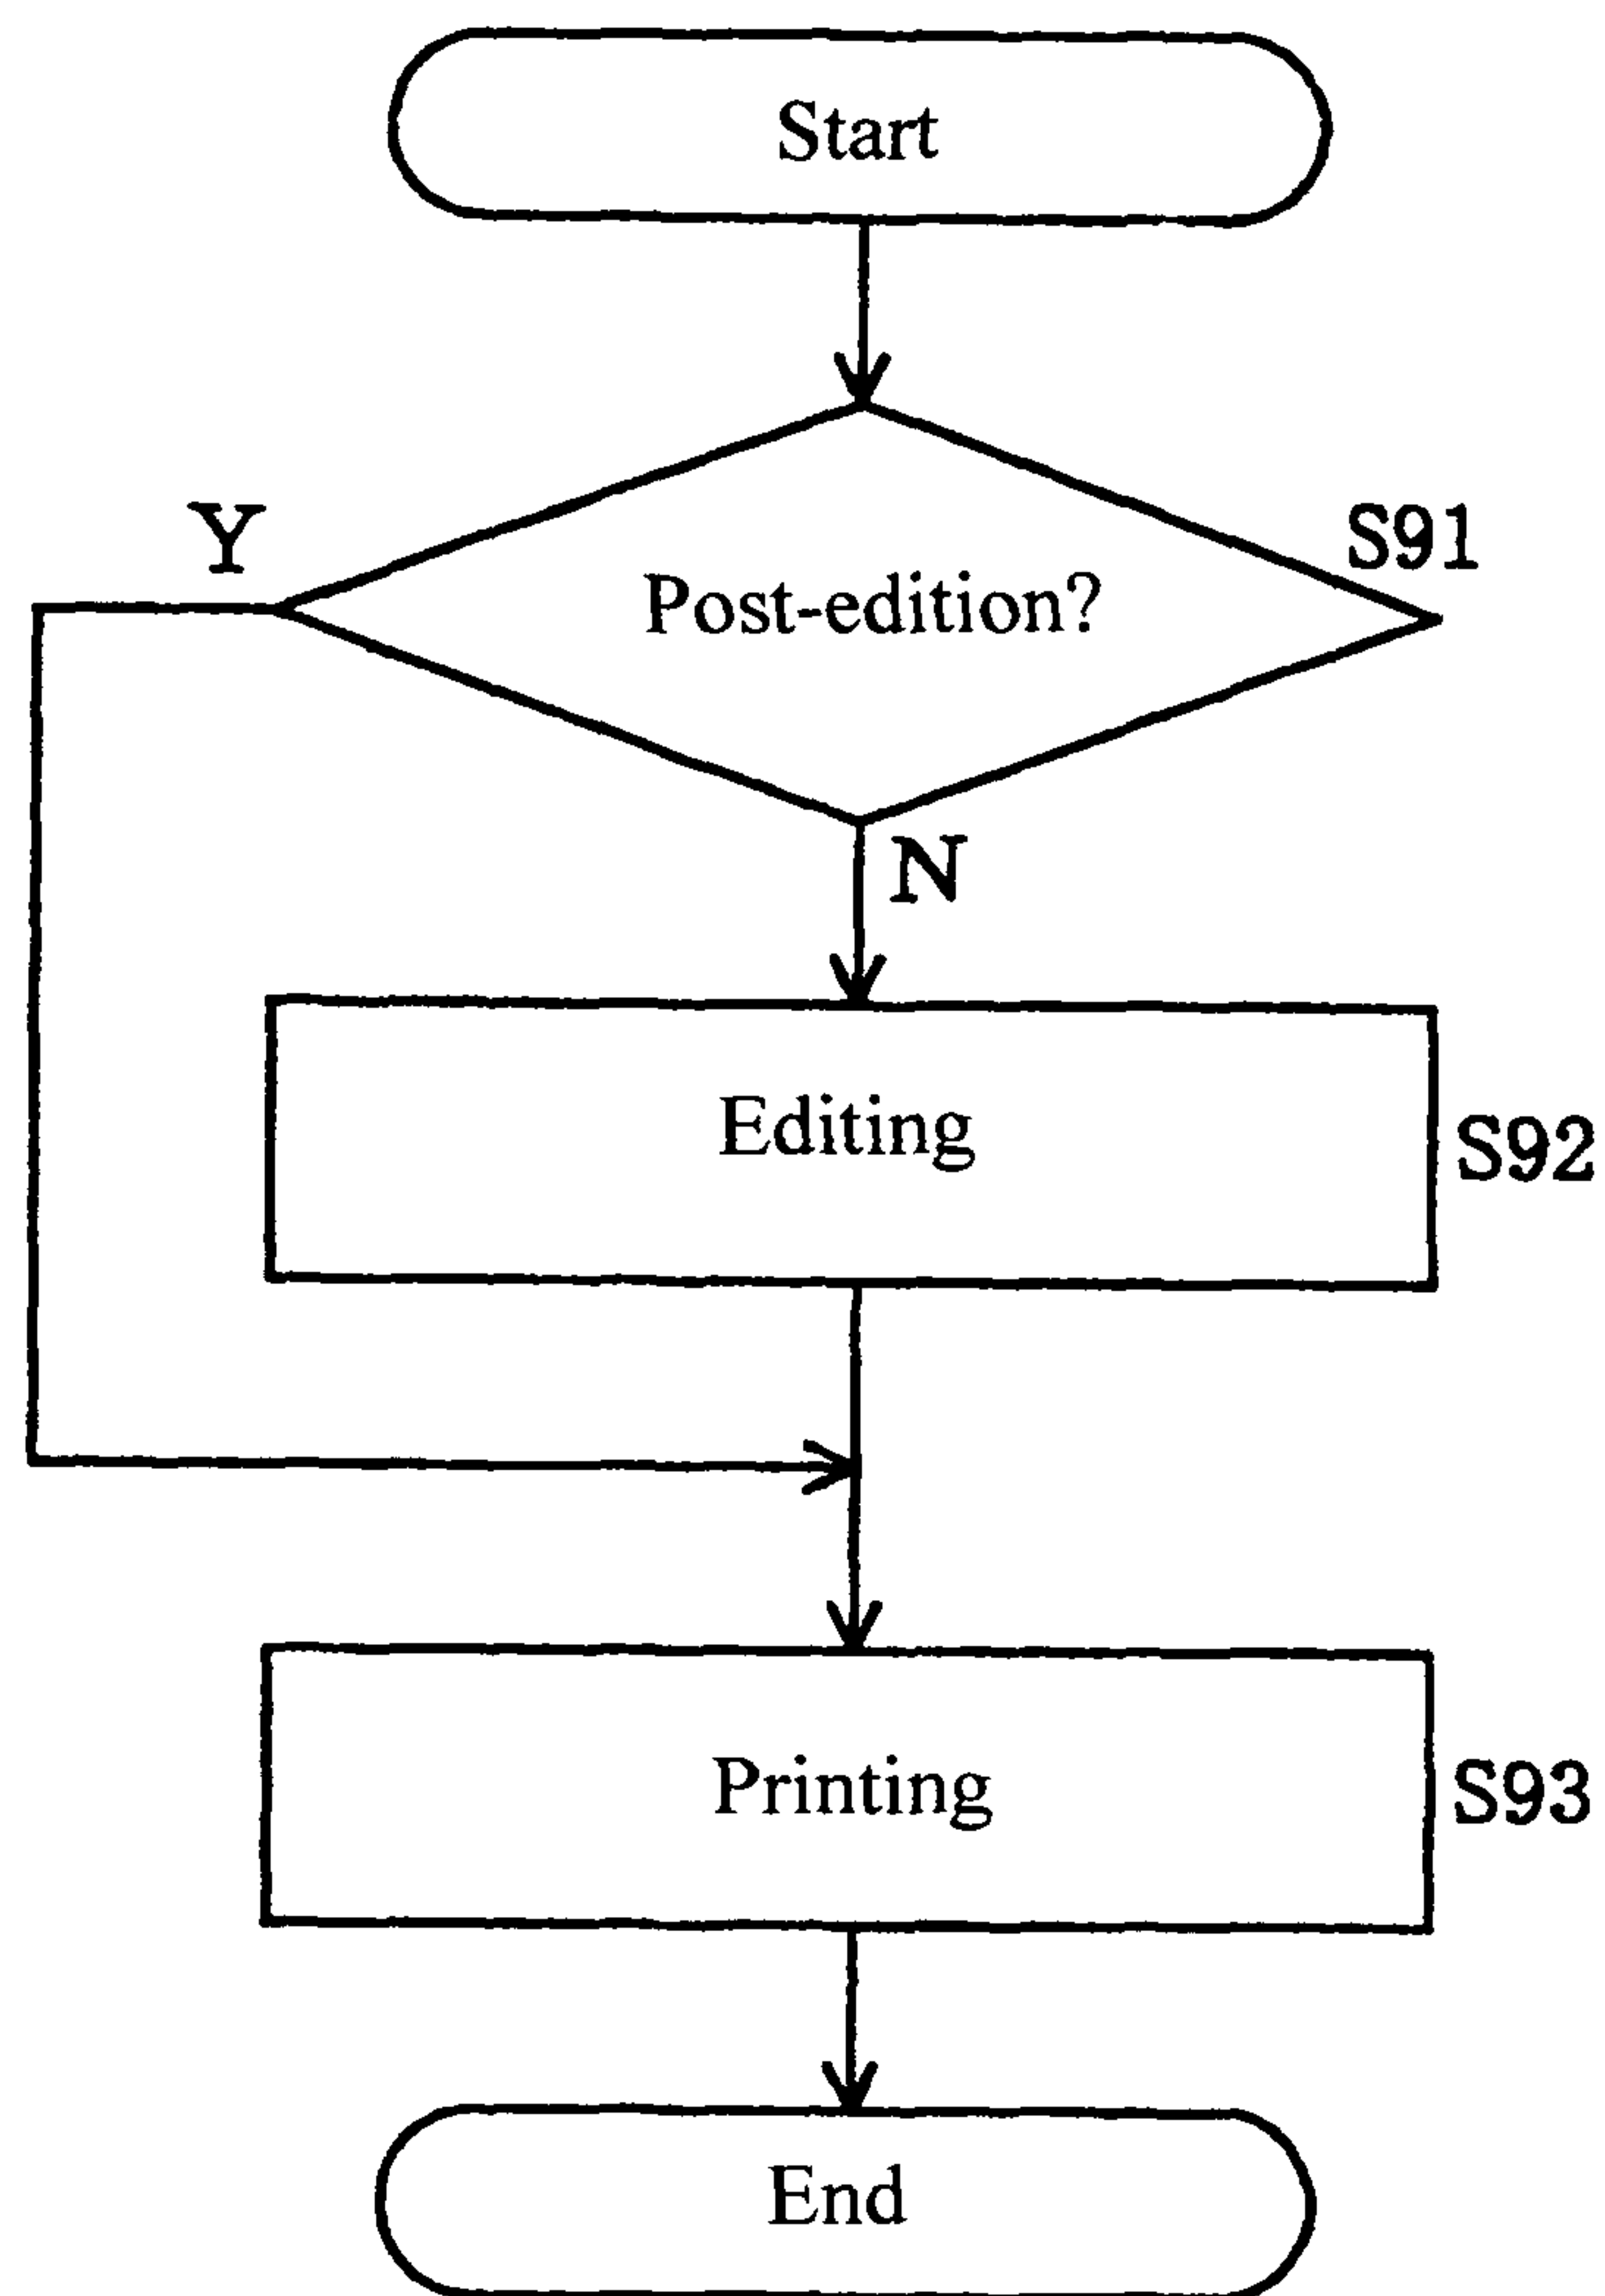 Start
Y
S91
Post-edition?
N
Editing
S92
Printing
S93
End